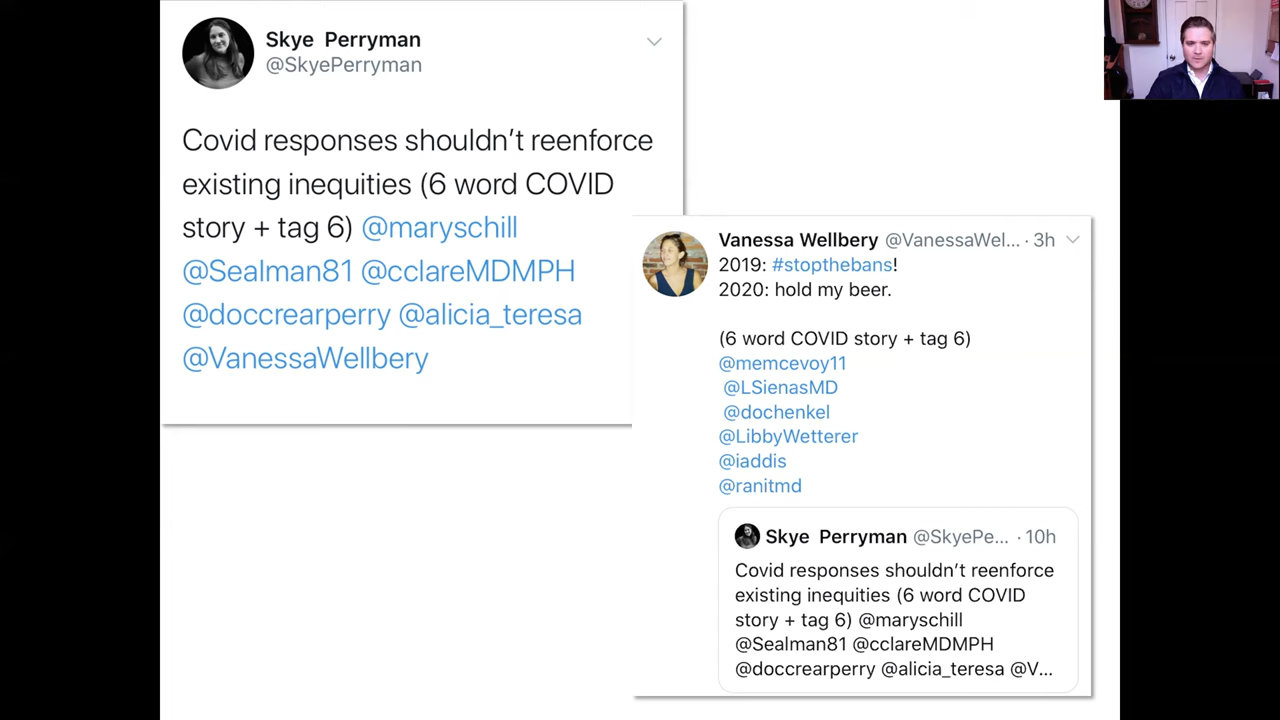 Skye Perryman
@SkyePerryman
Covid responses shouldn't reenforce
existing inequities (6 word COVID
story + tag 6) @maryschill
@Sealman81 @cclareMDMPH
@doccrearperry @alicia_teresa
@VanessaWellbery
Vanessa Wellbery @VanessaWel... · 3h
2019: #stopthebans!
2020: hold my beer.
(6 word COVID story + tag 6)
@memcevoy11
@LSienasMD
@dochenkel
@LibbyWetterer
@iaddis
@ranitmd
Skye Perryman @SkyePe... · 10h
Covid responses shouldn't reenforce
existing inequities (6 word COVID
story + tag 6) @maryschill
@Sealman81 @cclareMDMPH
@doccrearperry @alicia_teresa @V...